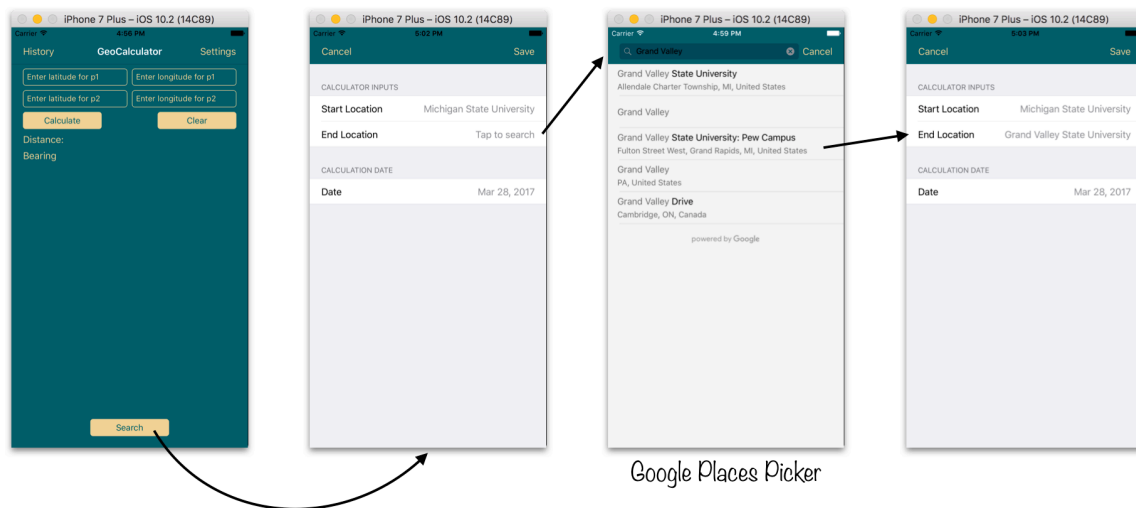 iPhone 7 Plus – iOS 10.2 (14C89)
Carrier 4:56 PM
History GeoCalculator Settings
Enter latitude for p1 Enter longitude for p1
Enter latitude for p2 Enter longitude for p2
Calculate Clear
Distance:
Bearing
Search
iPhone 7 Plus – iOS 10.2 (14C89)
Carrier 5:02 PM
Cancel Save
CALCULATOR INPUTS
Start Location Michigan State University
End Location Tap to search
CALCULATION DATE
Date Mar 28, 2017
iPhone 7 Plus – iOS 10.2 (14C89)
Carrier 4:59 PM
Grand Valley Cancel
Grand Valley State University
Allendale Charter Township, MI, United States
Grand Valley
Grand Valley State University: Pew Campus
Fulton Street West, Grand Rapids, MI, United States
Grand Valley
PA, United States
Grand Valley Drive
Cambridge, ON, Canada
powered by Google
Google Places Picker
iPhone 7 Plus – iOS 10.2 (14C89)
Carrier 5:03 PM
Cancel Save
CALCULATOR INPUTS
Start Location Michigan State University
End Location Grand Valley State University
CALCULATION DATE
Date Mar 28, 2017